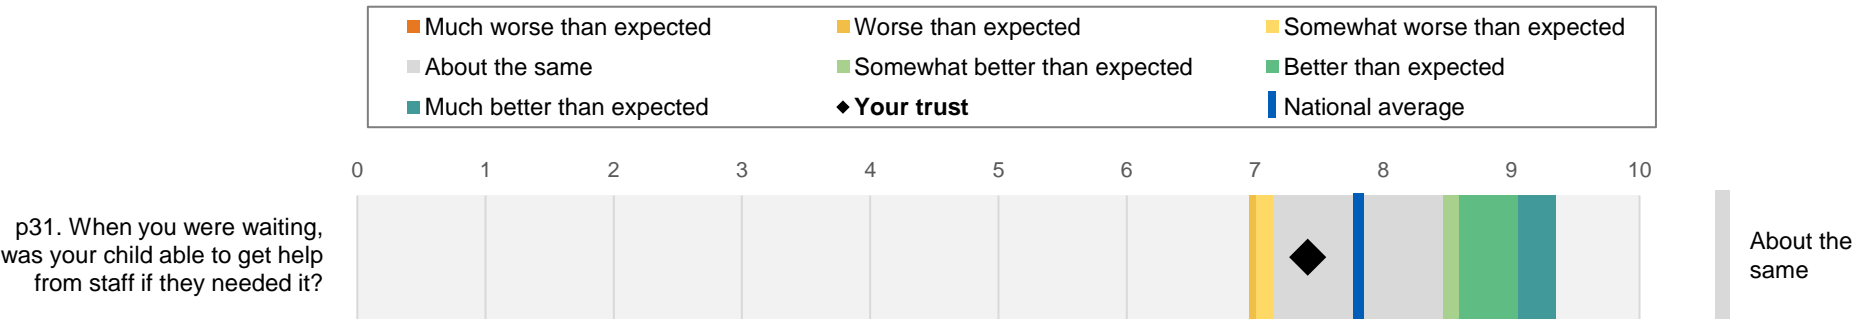 Much worse than expected
Worse than expected
Somewhat worse than expected
About the same
Somewhat better than expected
Better than expected
Much better than expected
Your trust
National average
0 1 2 3 4 5 6 7 8 9 10
p31. When you were waiting,
was your child able to get help
from staff if they needed it?
About the
same